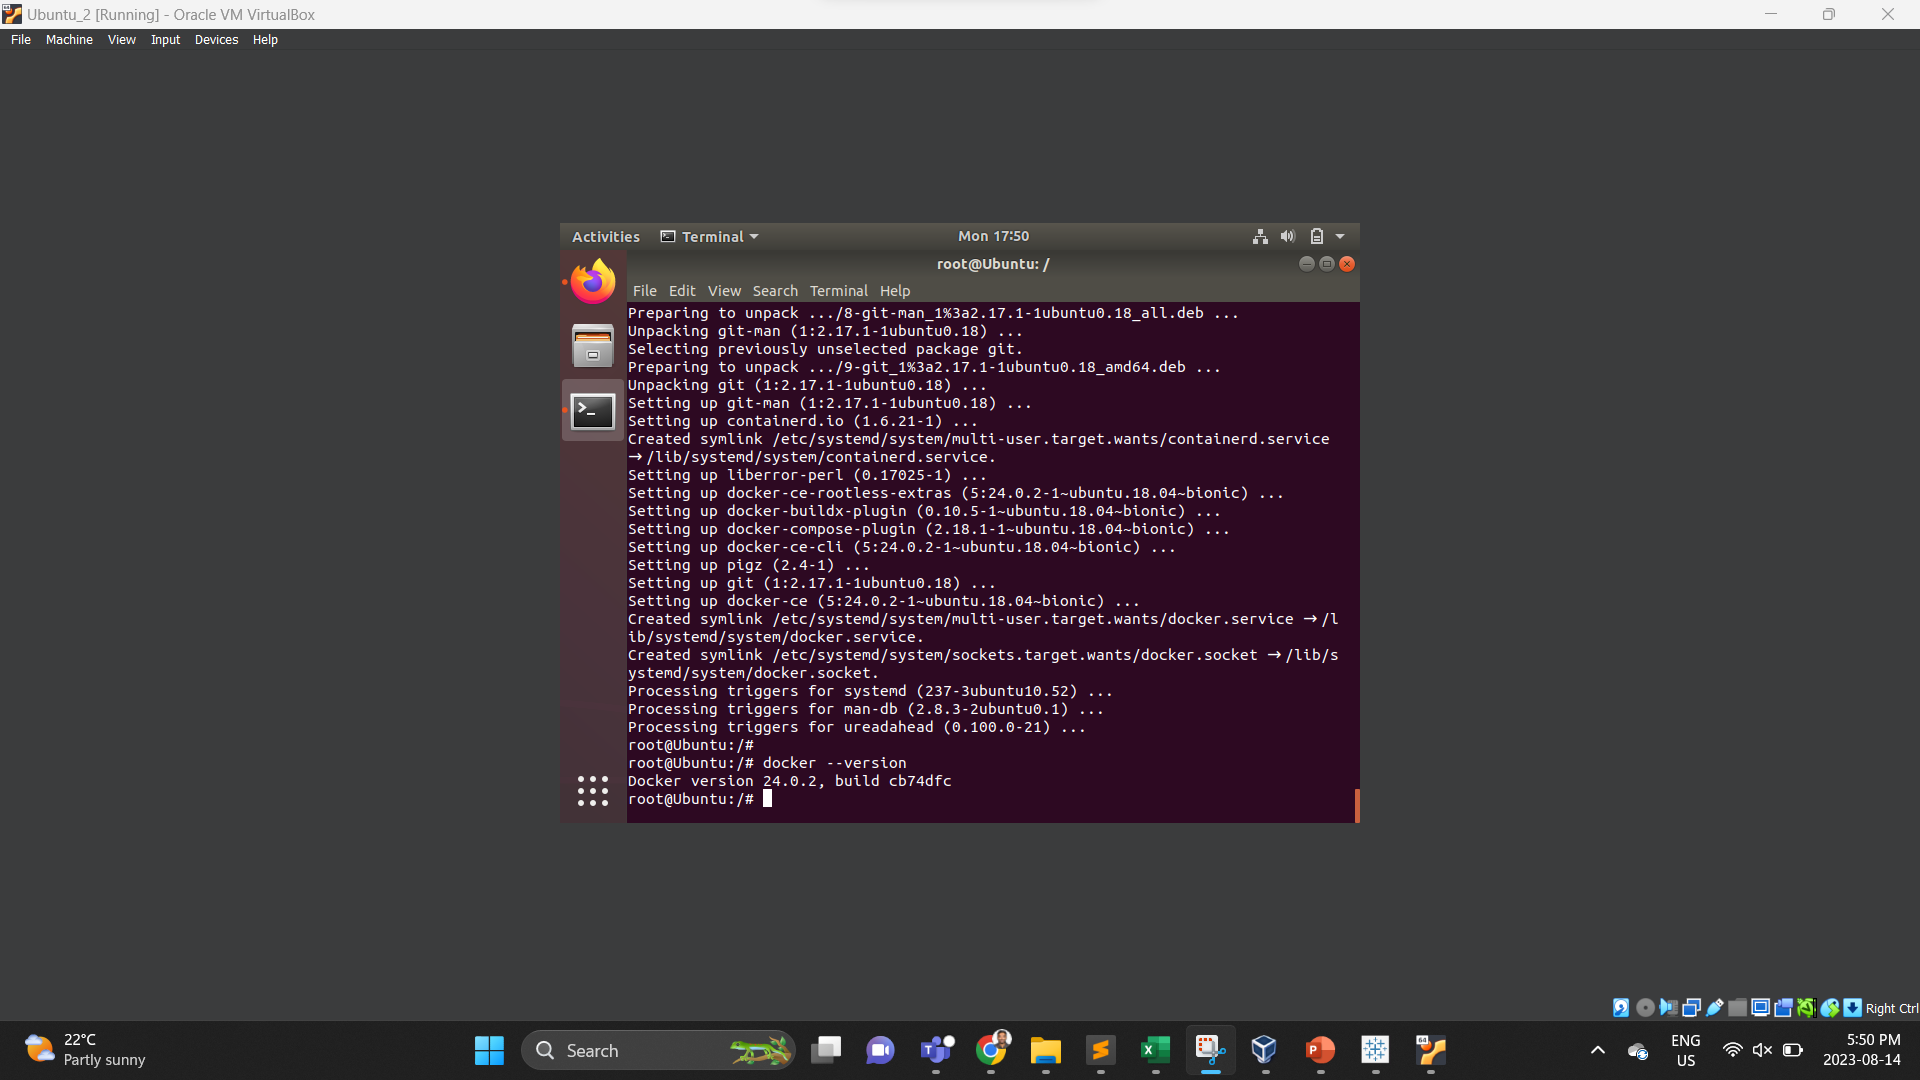 Ubuntu_2 [Running] - Oracle VM VirtualBox
File Machine View Input Devices Help
Activities Terminal Mon 17:50
root@Ubuntu: /
File Edit View Search Terminal Help
Preparing to unpack .../8-git-man_1%3a2.17.1-1ubuntu0.18_all.deb ...
Unpacking git-man (1:2.17.1-1ubuntu0.18) ...
Selecting previously unselected package git.
Preparing to unpack .../9-git_1%3a2.17.1-1ubuntu0.18_amd64.deb ...
Unpacking git (1:2.17.1-1ubuntu0.18) ...
Setting up git-man (1:2.17.1-1ubuntu0.18) ...
Setting up containerd.io (1.6.21-1) ...
Created symlink /etc/systemd/system/multi-user.target.wants/containerd.service
→ /lib/systemd/system/containerd.service.
Setting up liberror-perl (0.17025-1) ...
Setting up docker-ce-rootless-extras (5:24.0.2-1~ubuntu.18.04~bionic) ...
Setting up docker-buildx-plugin (0.10.5-1~ubuntu.18.04~bionic) ...
Setting up docker-compose-plugin (2.18.1-1~ubuntu.18.04~bionic) ...
Setting up docker-ce-cli (5:24.0.2-1~ubuntu.18.04~bionic) ...
Setting up pigz (2.4-1) ...
Setting up git (1:2.17.1-1ubuntu0.18) ...
Setting up docker-ce (5:24.0.2-1~ubuntu.18.04~bionic) ...
Created symlink /etc/systemd/system/multi-user.target.wants/docker.service → /l
ib/systemd/system/docker.service.
Created symlink /etc/systemd/system/sockets.target.wants/docker.socket → /lib/s
ystemd/system/docker.socket.
Processing triggers for systemd (237-3ubuntu10.52) ...
Processing triggers for man-db (2.8.3-2ubuntu0.1) ...
Processing triggers for ureadahead (0.100.0-21) ...
root@Ubuntu:/#
root@Ubuntu:/# docker --version
Docker version 24.0.2, build cb74dfc
root@Ubuntu:/#
Right Ctrl
22°C
Partly sunny
Search
ENG
US
5:50 PM
2023-08-14